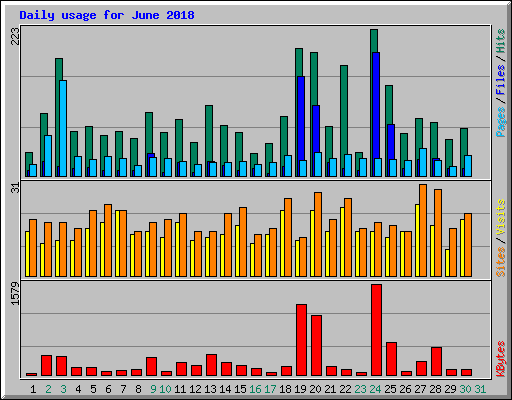 Daily usage for June 2018
223
Pages / Files / Hits
31
Sites / Visits
1579
KBytes
1 2 3 4 5 6 7 8 9 10 11 12 13 14 15 16 17 18 19 20 21 22 23 24 25 26 27 28 29 30 31